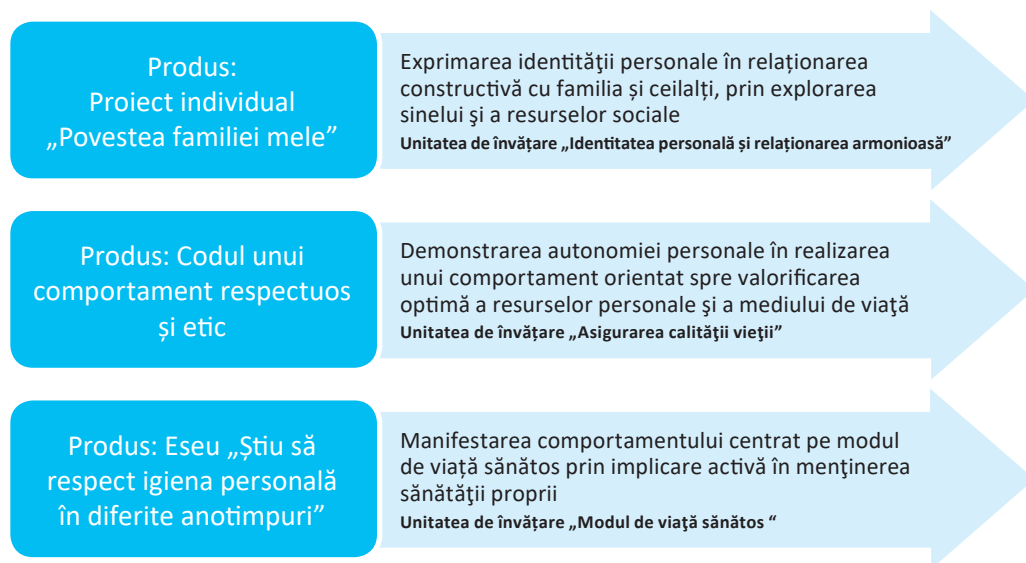 Produs:
Proiect individual
„Povestea familiei mele”
Exprimarea identităţii personale în relaționarea
constructivă cu familia și ceilalți, prin explorarea
sinelui şi a resurselor sociale
Unitatea de învățare „Identitatea personală și relaționarea armonioasă”
Produs: Codul unui
comportament respectuos
și etic
Demonstrarea autonomiei personale în realizarea
unui comportament orientat spre valorificarea
optimă a resurselor personale şi a mediului de viaţă
Unitatea de învățare „Asigurarea calităţii vieţii”
Produs: Eseu „Știu să
respect igiena personală
în diferite anotimpuri”
Manifestarea comportamentului centrat pe modul
de viață sănătos prin implicare activă în menţinerea
sănătăţii proprii
Unitatea de învățare „Modul de viaţă sănătos “